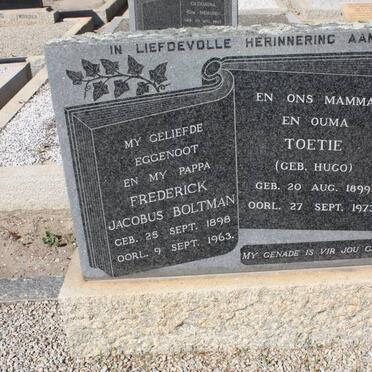 IN LIEFDEVOLLE HERINNERING AAN
MY GELIEFDE
EGGENOOT
EN MY PAPPA
FREDERICK
JACOBUS BOLTMAN
GEB. 25 SEPT. 1898
OORL. 9 SEPT. 1963.
EN ONS MAMMA
EN OUMA
TOETIE
(GEB. HUGO)
GEB. 20 AUG. 1899
OORL. 27 SEPT. 1973
MY GENADE IS VIR JOU G